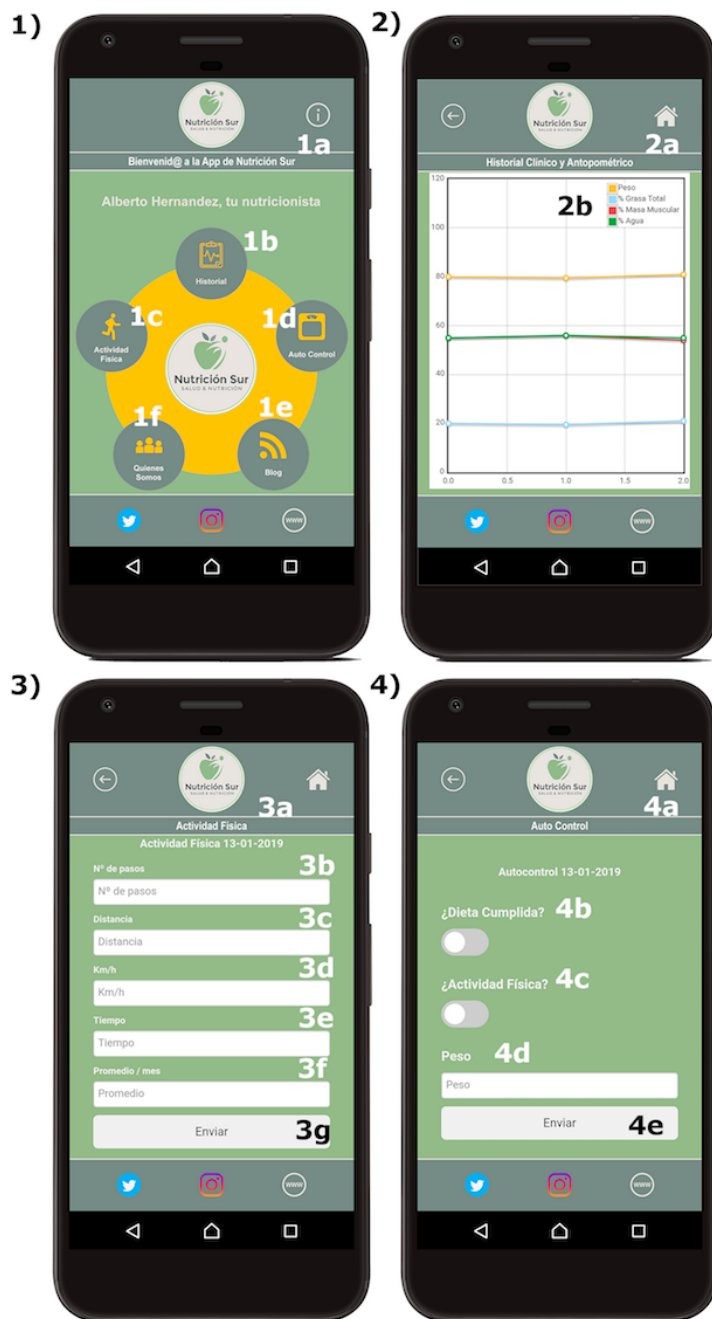 1)
Nutrición Sur
SALUD & NUTRICIÓN
1a
Bienvenid@ a la App de Nutrición Sur
Alberto Hernandez, tu nutricionista
1b
Historial
1c
Actividad
Física
1d
Auto Control
Nutrición Sur
SALUD & NUTRICIÓN
1f
Quienes
Somos
1e
Blog
www
2)
Nutrición Sur
SALUD & NUTRICIÓN
2a
Historial Clínico y Antopométrico
120
2b
Peso
% Grasa Total
% Masa Muscular
% Agua
100
80
60
40
20
0
0.0 0.5 1.0 1.5 2.0
www
3)
Nutrición Sur
SALUD & NUTRICIÓN
3a
Actividad Física
Actividad Física 13-01-2019
Nº de pasos 3b
Nº de pasos
Distancia 3c
Distancia
Km/h 3d
Km/h
Tiempo 3e
Tiempo
Promedio / mes 3f
Promedio
Enviar 3g
www
4)
Nutrición Sur
SALUD & NUTRICIÓN
4a
Auto Control
Autocontrol 13-01-2019
¿Dieta Cumplida? 4b
¿Actividad Física? 4c
Peso 4d
Peso
Enviar 4e
www